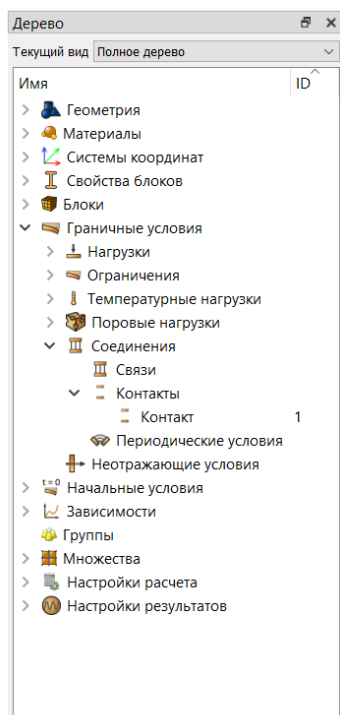 Дерево
Текущий вид Полное дерево
Имя ID
Геометрия
Материалы
Системы координат
Свойства блоков
Блоки
Граничные условия
Нагрузки
Ограничения
Температурные нагрузки
Поровые нагрузки
Соединения
Связи
Контакты
Контакт 1
Периодические условия
Неотражающие условия
t=0 Начальные условия
Зависимости
Группы
Множества
Настройки расчета
Настройки результатов